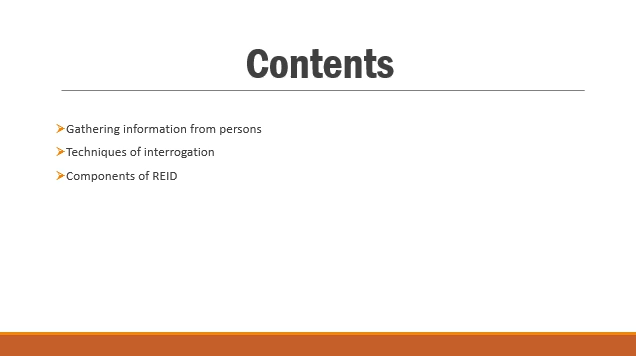 Contents
➢Gathering information from persons
➢Techniques of interrogation
➢Components of REID